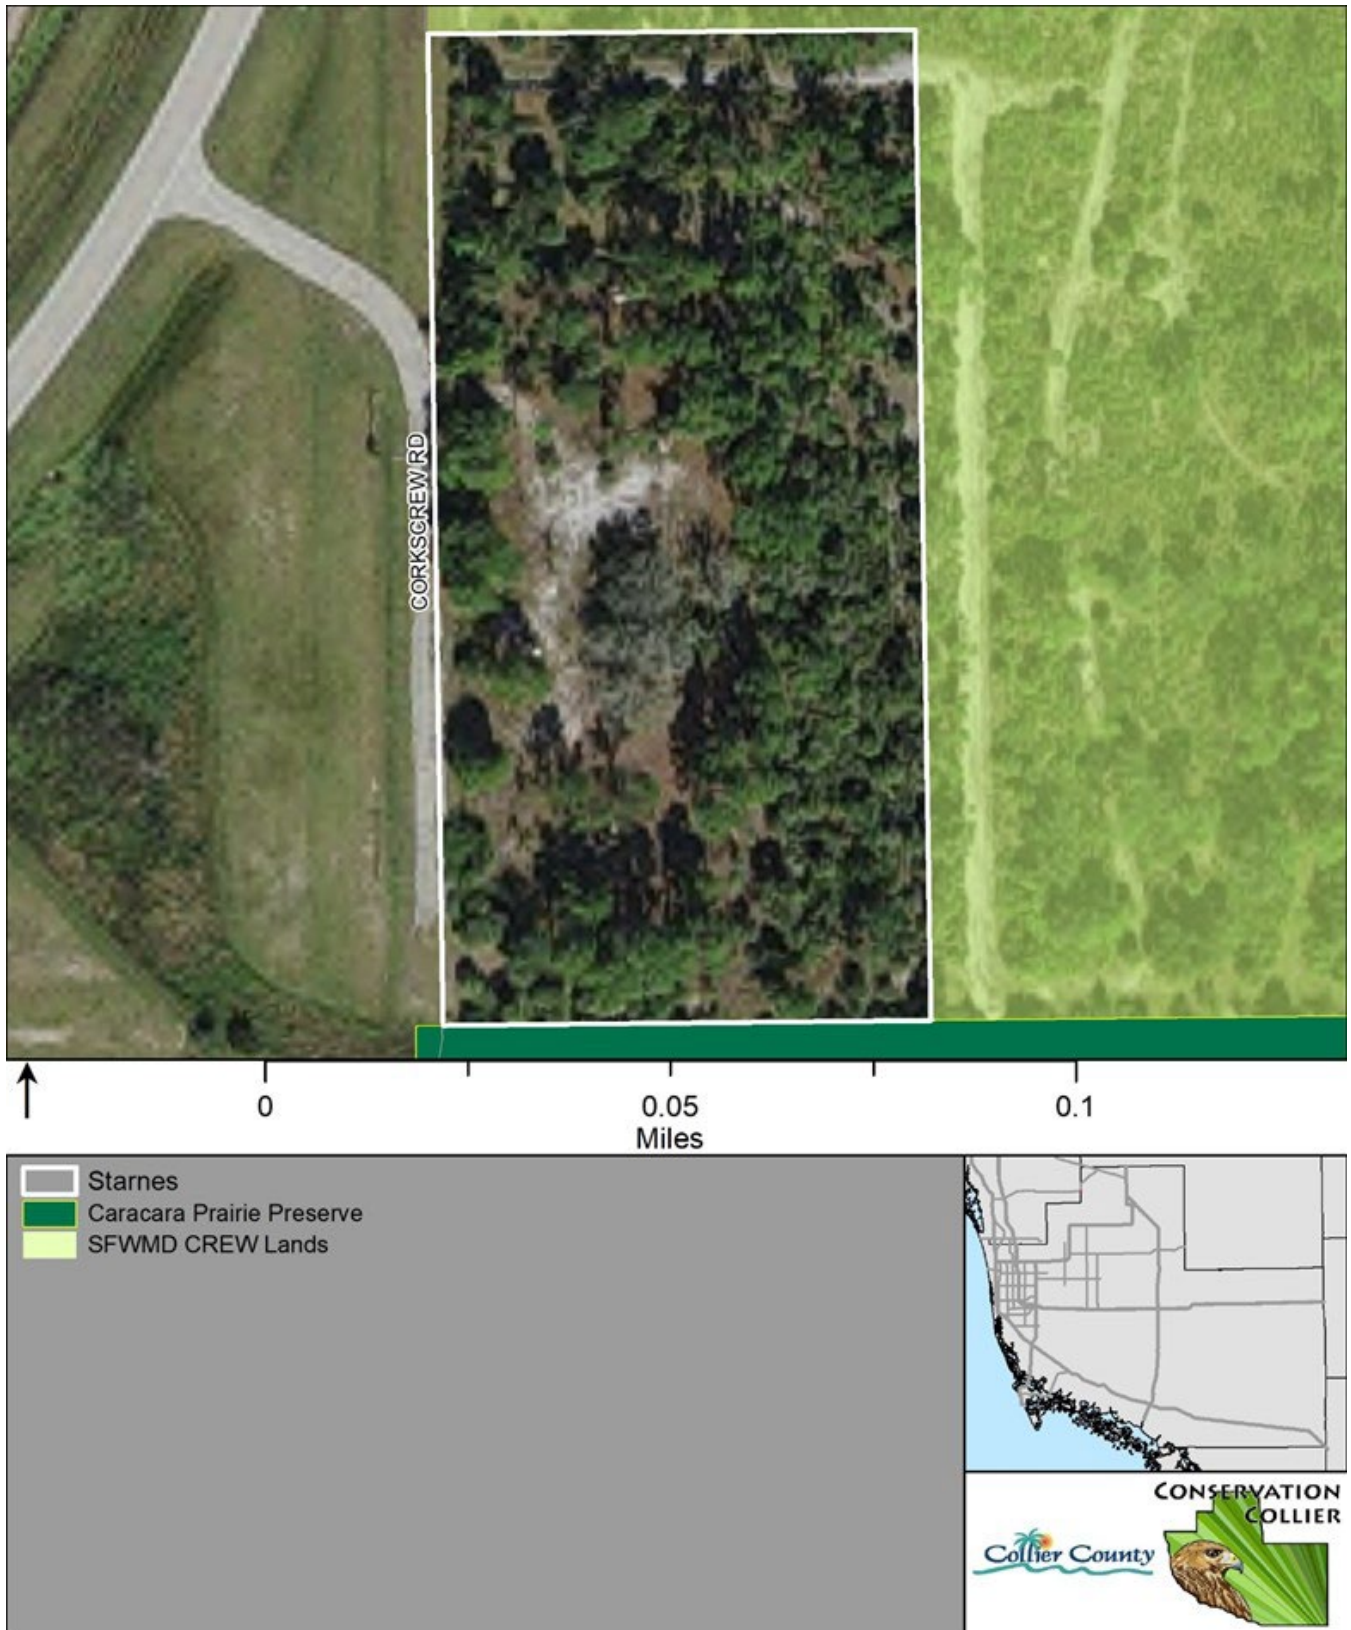 CORKSCREW RD
0
0.05
0.1
Miles
Starnes
Caracara Prairie Preserve
SFWMD CREW Lands
CONSERVATION
COLLIER
Collier County